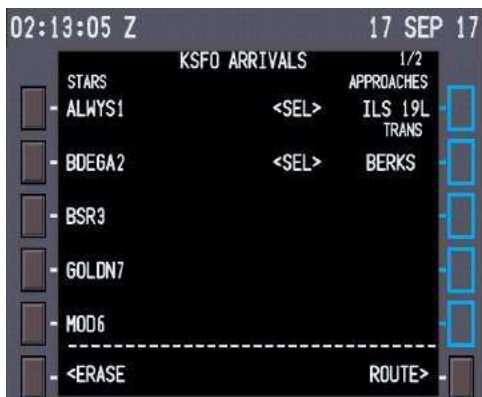 02:13:05 Z 17 SEP 17
KSFO ARRIVALS 1/2
STARS APPROACHES
ALWYS1 <SEL> ILS 19L
TRANS
BDEGA2 <SEL> BERKS
BSR3
GOLDN7
MOD6
<ERASE ROUTE>